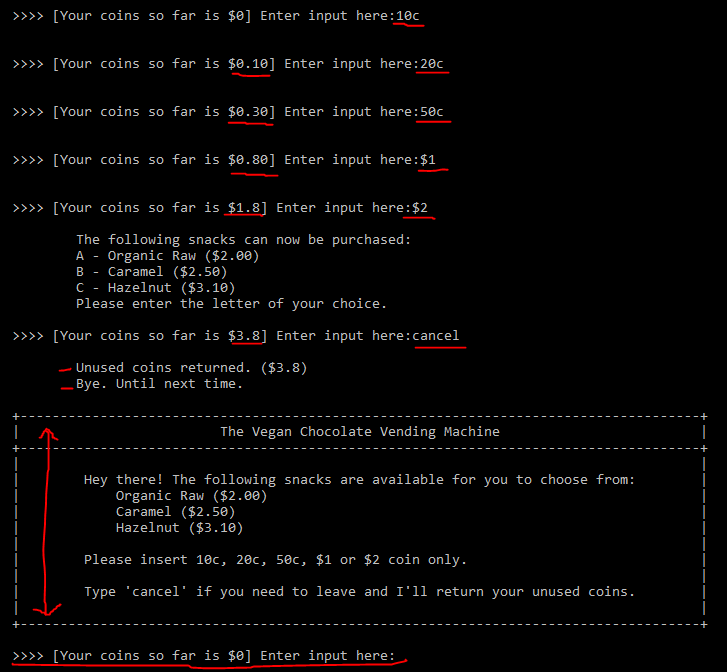 >>>> [Your coins so far is $0] Enter input here:10c
>>>> [Your coins so far is $0.10] Enter input here:20c
>>>> [Your coins so far is $0.30] Enter input here:50c
>>>> [Your coins so far is $0.80] Enter input here:$1
>>>> [Your coins so far is $1.8] Enter input here:$2
The following snacks can now be purchased:
A - Organic Raw ($2.00)
B - Caramel ($2.50)
C - Hazelnut ($3.10)
Please enter the letter of your choice.
>>>> [Your coins so far is $3.8] Enter input here:cancel
Unused coins returned. ($3.8)
Bye. Until next time.
The Vegan Chocolate Vending Machine
Hey there! The following snacks are available for you to choose from:
Organic Raw ($2.00)
Caramel ($2.50)
Hazelnut ($3.10)
Please insert 10c, 20c, 50c, $1 or $2 coin only.
Type 'cancel' if you need to leave and I'll return your unused coins.
>>>> [Your coins so far is $0] Enter input here: